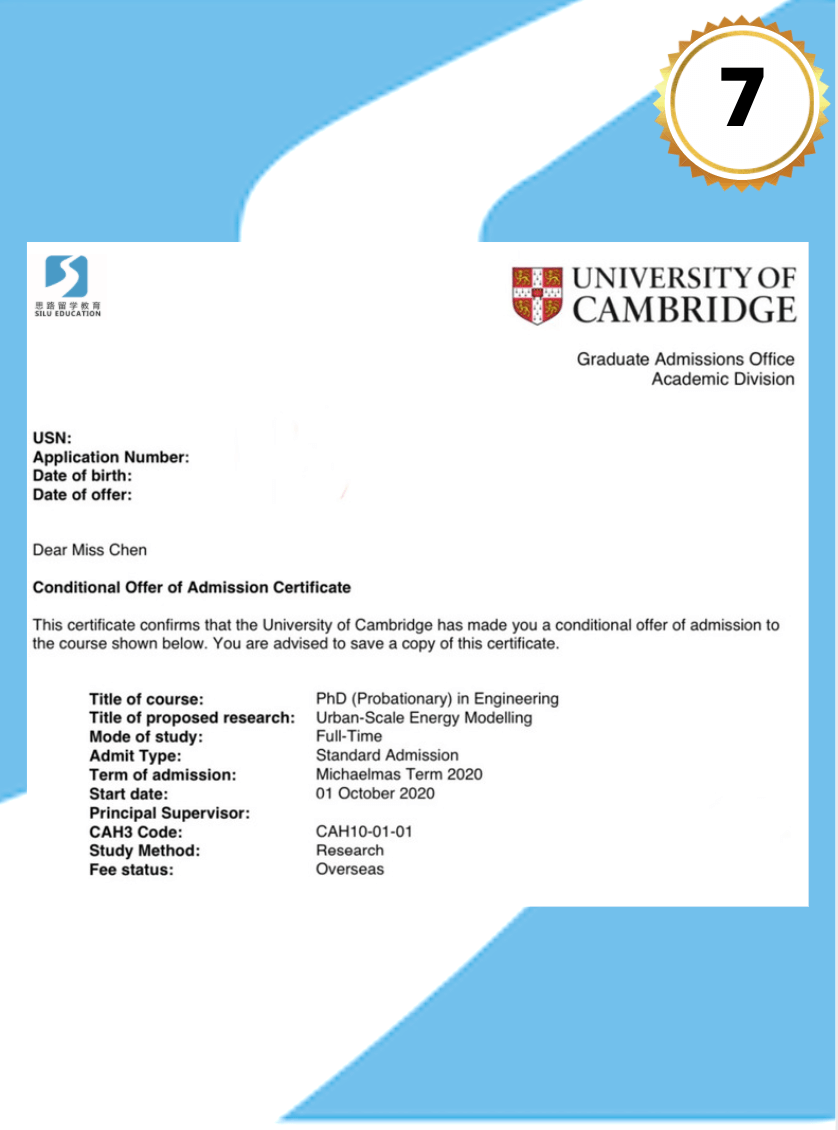 7
思路留学教育
SILU EDUCATION
UNIVERSITY OF
CAMBRIDGE
Graduate Admissions Office
Academic Division
USN:
Application Number:
Date of birth:
Date of offer:
Dear Miss Chen
Conditional Offer of Admission Certificate
This certificate confirms that the University of Cambridge has made you a conditional offer of admission to
the course shown below. You are advised to save a copy of this certificate.
Title of course: PhD (Probationary) in Engineering
Title of proposed research: Urban-Scale Energy Modelling
Mode of study: Full-Time
Admit Type: Standard Admission
Term of admission: Michaelmas Term 2020
Start date: 01 October 2020
Principal Supervisor:
CAH3 Code: CAH10-01-01
Study Method: Research
Fee status: Overseas